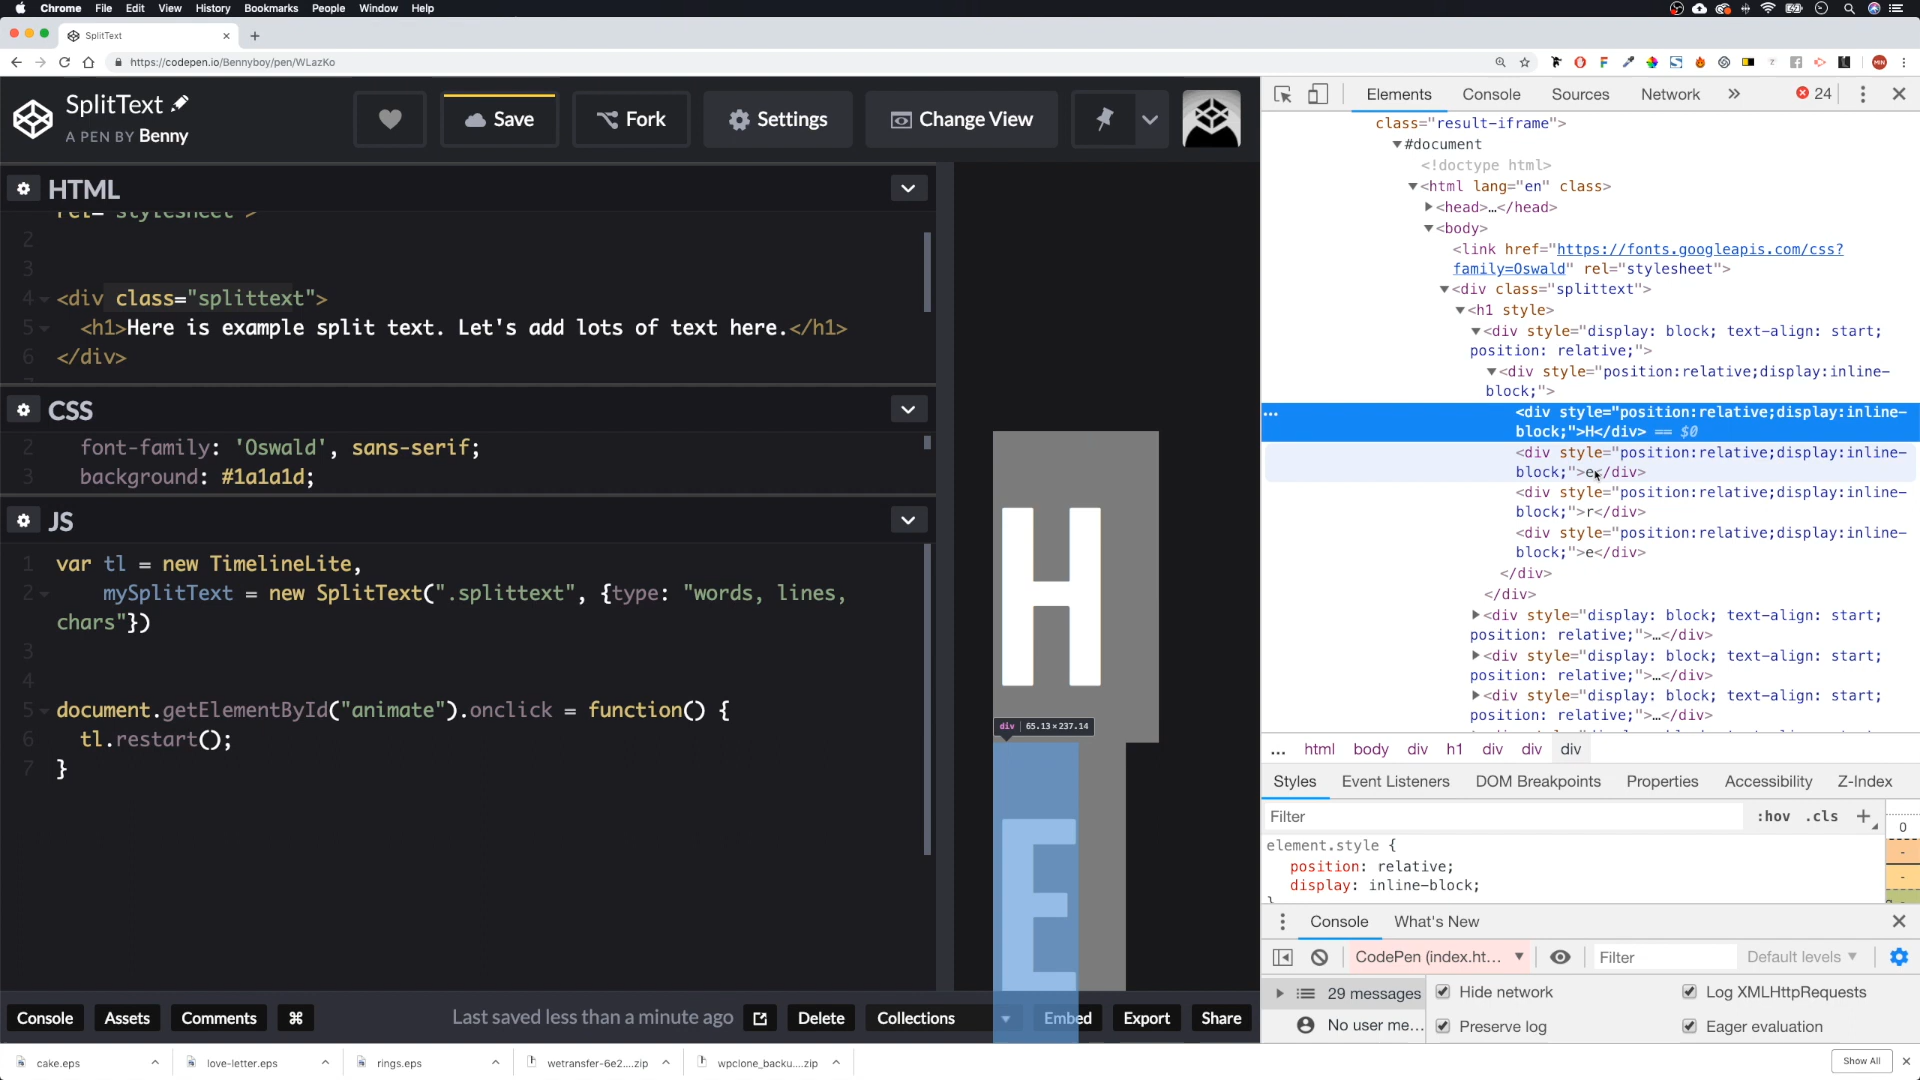 Chrome File Edit View History Bookmarks People Window Help
SplitText
https://codepen.io/Bennyboy/pen/WLazKo
SplitText
A PEN BY Benny
Save
Fork
Settings
Change View
HTML
rel="stylesheet">
2
3
4 <div class="splittext">
5 <h1>Here is example split text. Let's add lots of text here.</h1>
6 </div>
CSS
2 font-family: 'Oswald', sans-serif;
3 background: #1a1a1d;
JS
1 var tl = new TimelineLite,
2 mySplitText = new SplitText(".splittext", {type: "words, lines,
chars"})
3
4
5 document.getElementById("animate").onclick = function() {
6 tl.restart();
7 }
H
div | 65.13×237.14
E
Elements Console Sources Network » 24
class="result-iframe">
▼#document
<!doctype html>
▼<html lang="en" class>
▶<head>…</head>
▼<body>
<link href="https://fonts.googleapis.com/css?
family=Oswald" rel="stylesheet">
▼<div class="splittext">
▼<h1 style>
▼<div style="display: block; text-align: start;
position: relative;">
▼<div style="position:relative;display:inline-
block;">
… <div style="position:relative;display:inline-
block;">H</div> == $0
<div style="position:relative;display:inline-
block;">e</div>
<div style="position:relative;display:inline-
block;">r</div>
<div style="position:relative;display:inline-
block;">e</div>
</div>
</div>
▶<div style="display: block; text-align: start;
position: relative;">…</div>
▶<div style="display: block; text-align: start;
position: relative;">…</div>
▶<div style="display: block; text-align: start;
position: relative;">…</div>
… html body div h1 div div div
Styles Event Listeners DOM Breakpoints Properties Accessibility Z-Index
Filter :hov .cls +
0
element.style {
position: relative;
display: inline-block;
}
Console What's New
CodePen (index.ht… ▼ Filter Default levels ▼
29 messages Hide network Log XMLHttpRequests
No user me… Preserve log Eager evaluation
Console Assets Comments ⌘ Last saved less than a minute ago Delete Collections Embed Export Share
cake.eps love-letter.eps rings.eps wetransfer-6e2....zip wpclone_backu....zip Show All